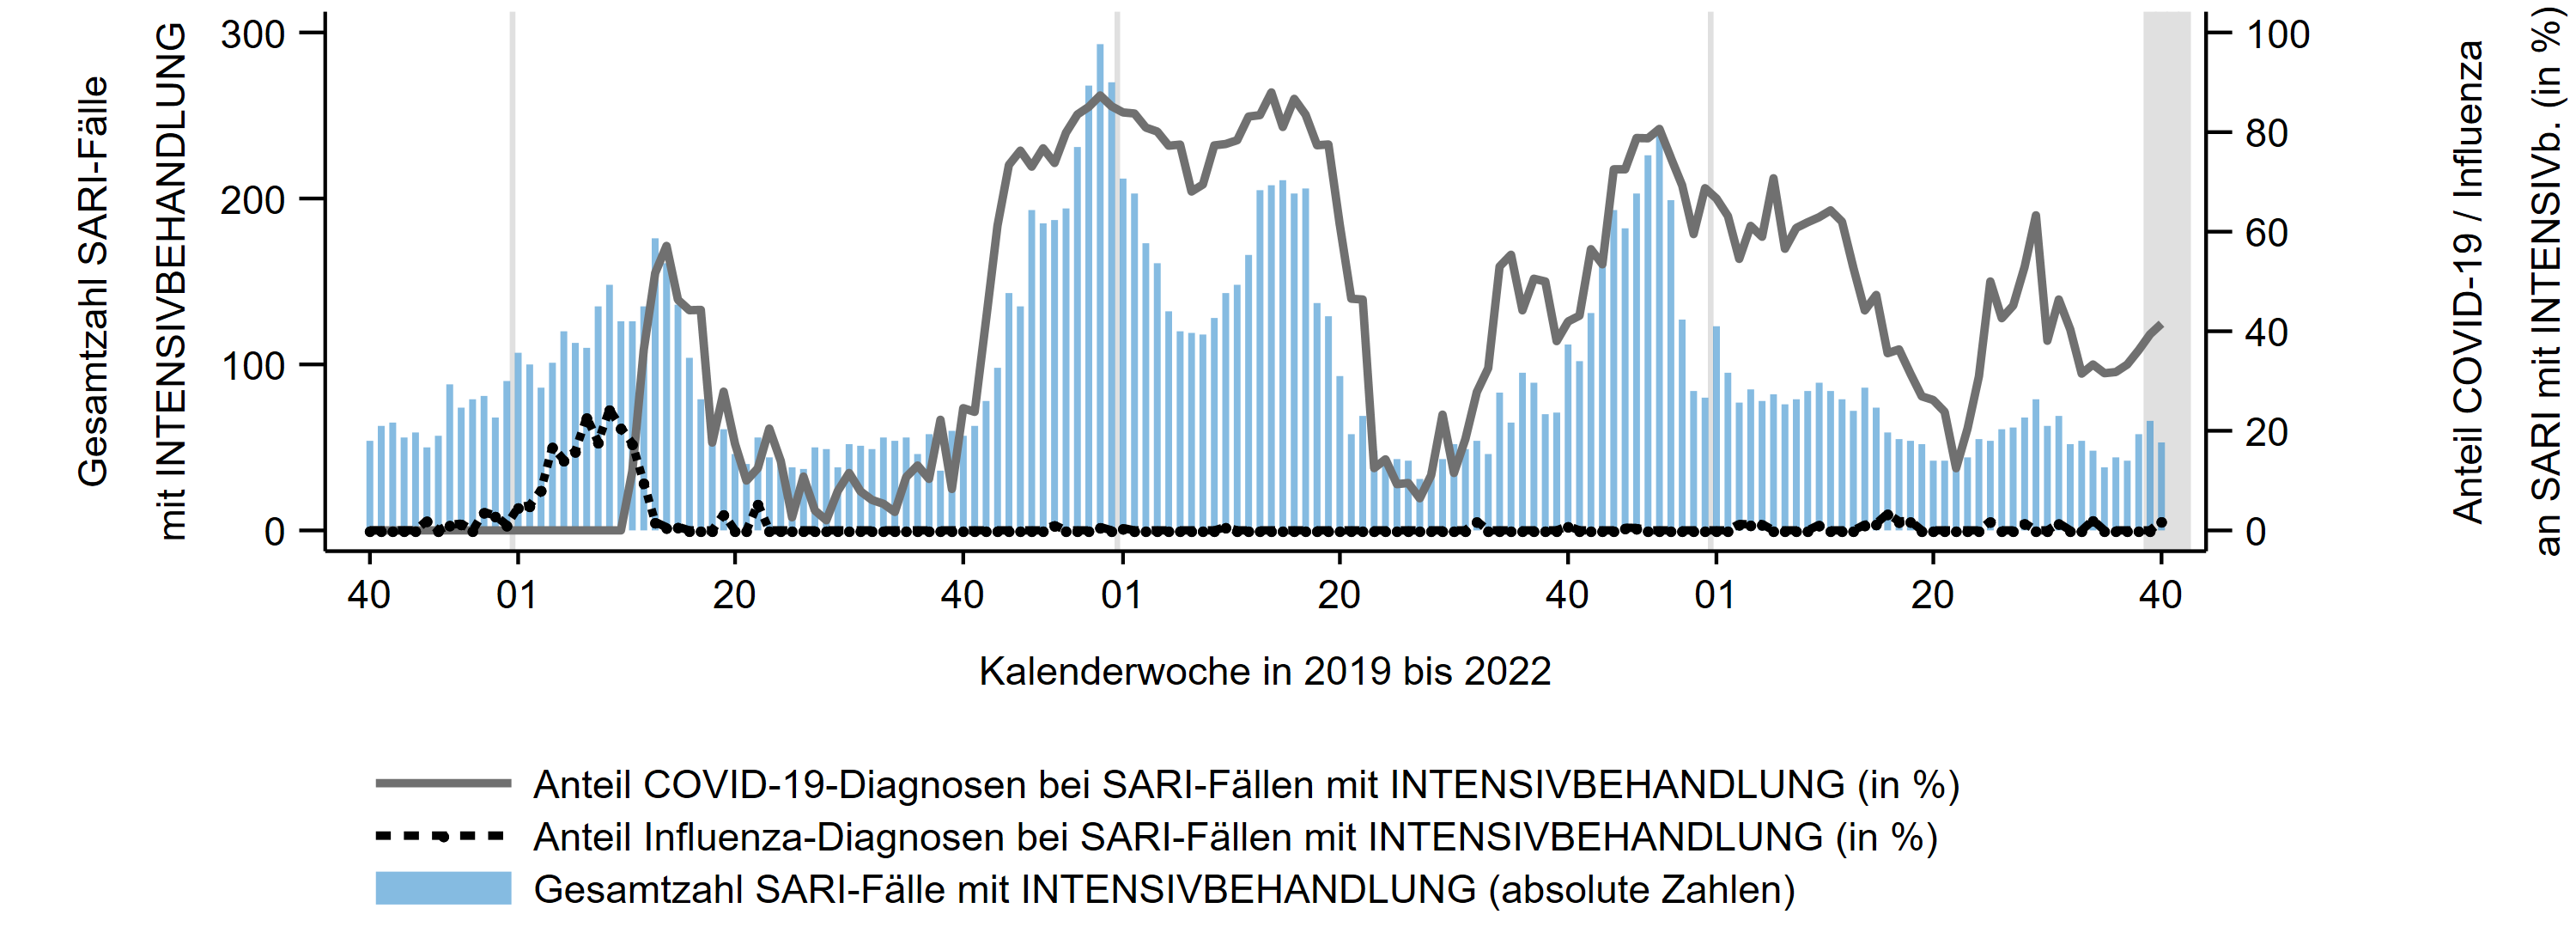 Gesamtzahl SARI-Fälle
mit INTENSIVBEHANDLUNG
300
200
100
0
100
80
60
40
20
0
Anteil COVID-19 / Influenza
an SARI mit INTENSIVb. (in %)
40 01 20 40 01 20 40 01 20 40
Kalenderwoche in 2019 bis 2022
Anteil COVID-19-Diagnosen bei SARI-Fällen mit INTENSIVBEHANDLUNG (in %)
Anteil Influenza-Diagnosen bei SARI-Fällen mit INTENSIVBEHANDLUNG (in %)
Gesamtzahl SARI-Fälle mit INTENSIVBEHANDLUNG (absolute Zahlen)